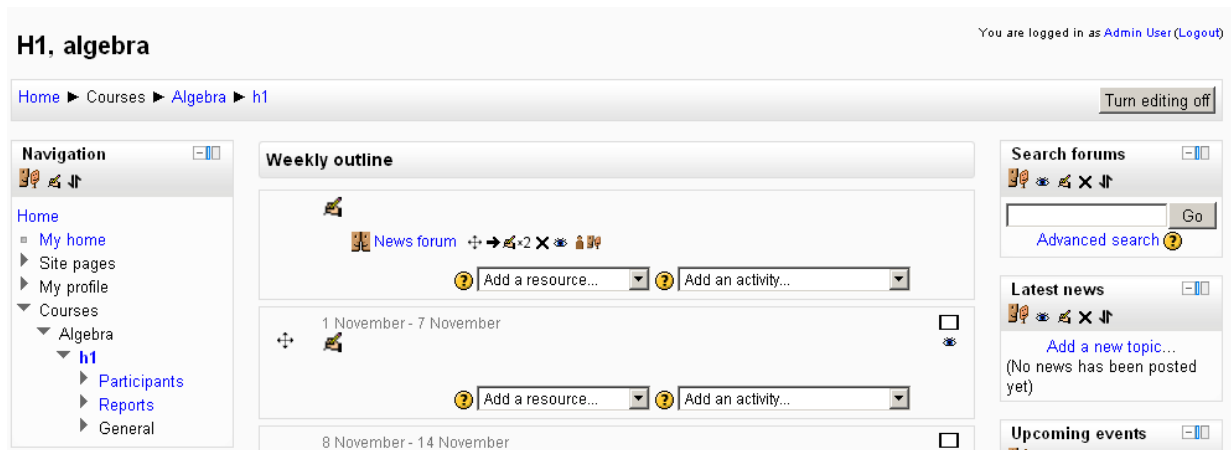 H1, algebra
You are logged in as Admin User (Logout)
Home ► Courses ► Algebra ► h1
Turn editing off
Navigation
Home
My home
Site pages
My profile
Courses
Algebra
h1
Participants
Reports
General
Weekly outline
News forum ×2
? Add a resource... ? Add an activity...
1 November - 7 November
? Add a resource... ? Add an activity...
8 November - 14 November
Search forums
Go
Advanced search ?
Latest news
Add a new topic...
(No news has been posted
yet)
Upcoming events